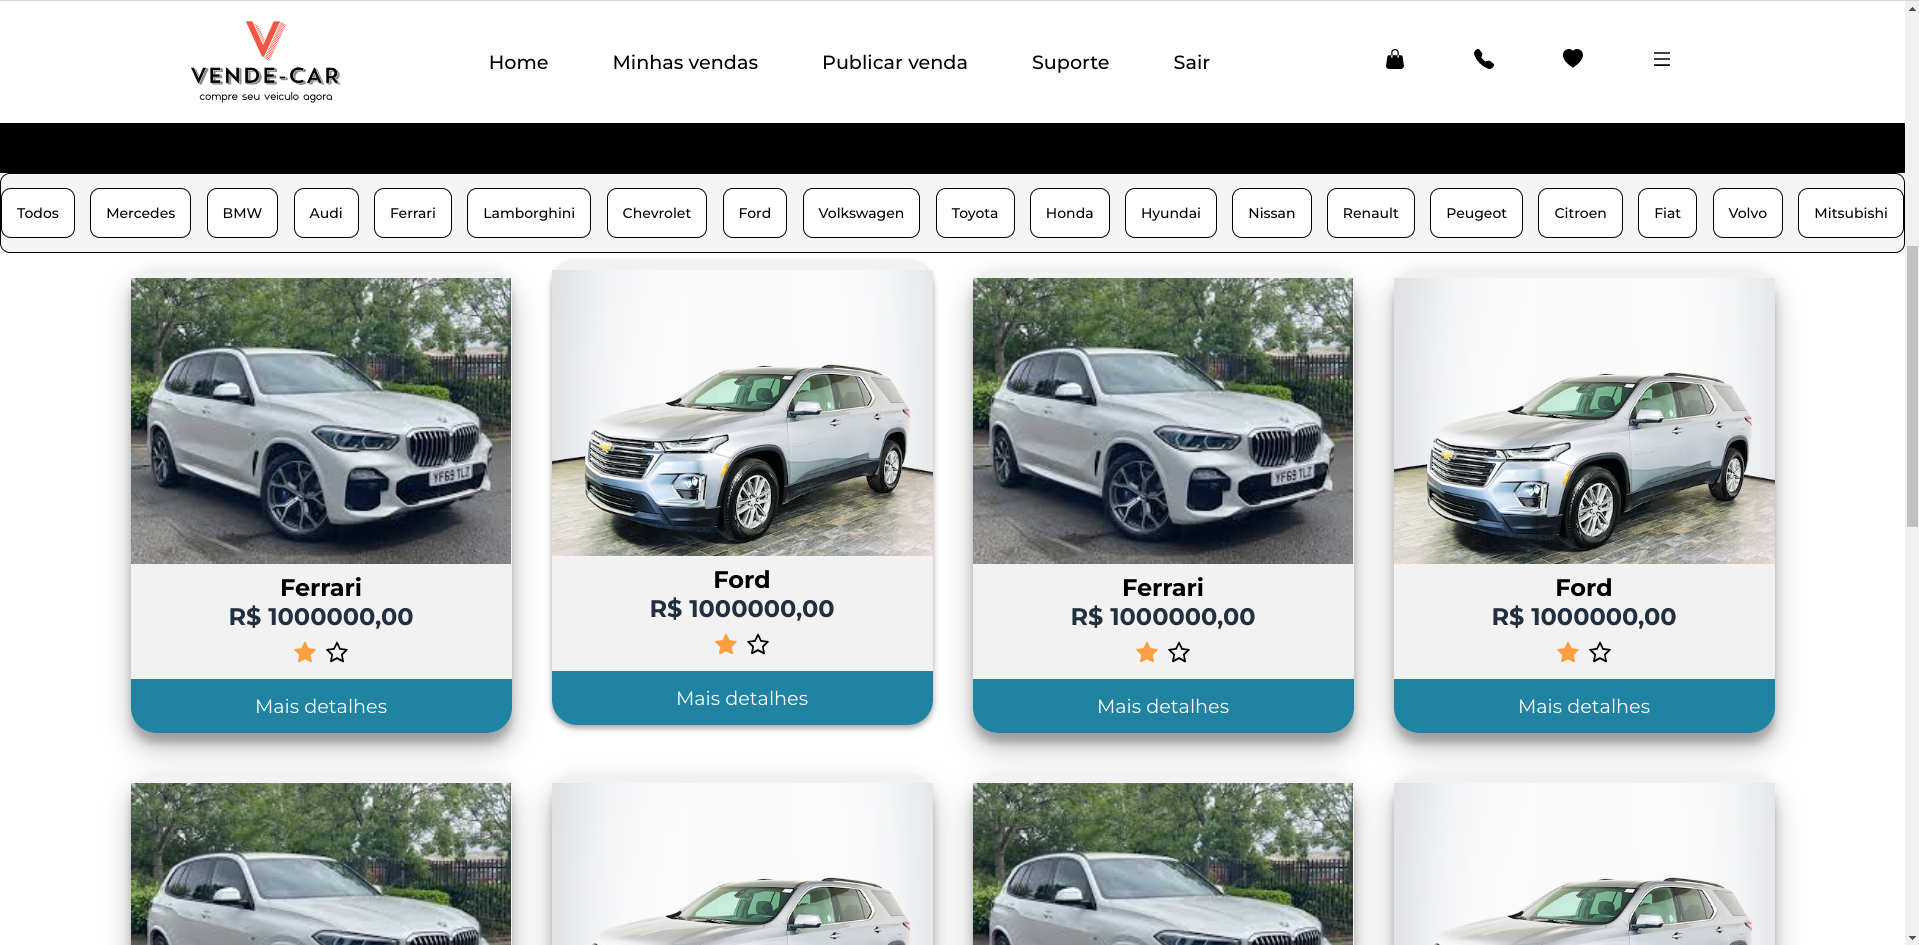 VENDE-CAR
compre seu veiculo agora
Home Minhas vendas Publicar venda Suporte Sair
Todos Mercedes BMW Audi Ferrari Lamborghini Chevrolet Ford Volkswagen Toyota Honda Hyundai Nissan Renault Peugeot Citroen Fiat Volvo Mitsubishi
YF69 TLZ
Ferrari
R$ 1000000,00
Mais detalhes
Ford
R$ 1000000,00
Mais detalhes
YF69 TLZ
Ferrari
R$ 1000000,00
Mais detalhes
Ford
R$ 1000000,00
Mais detalhes